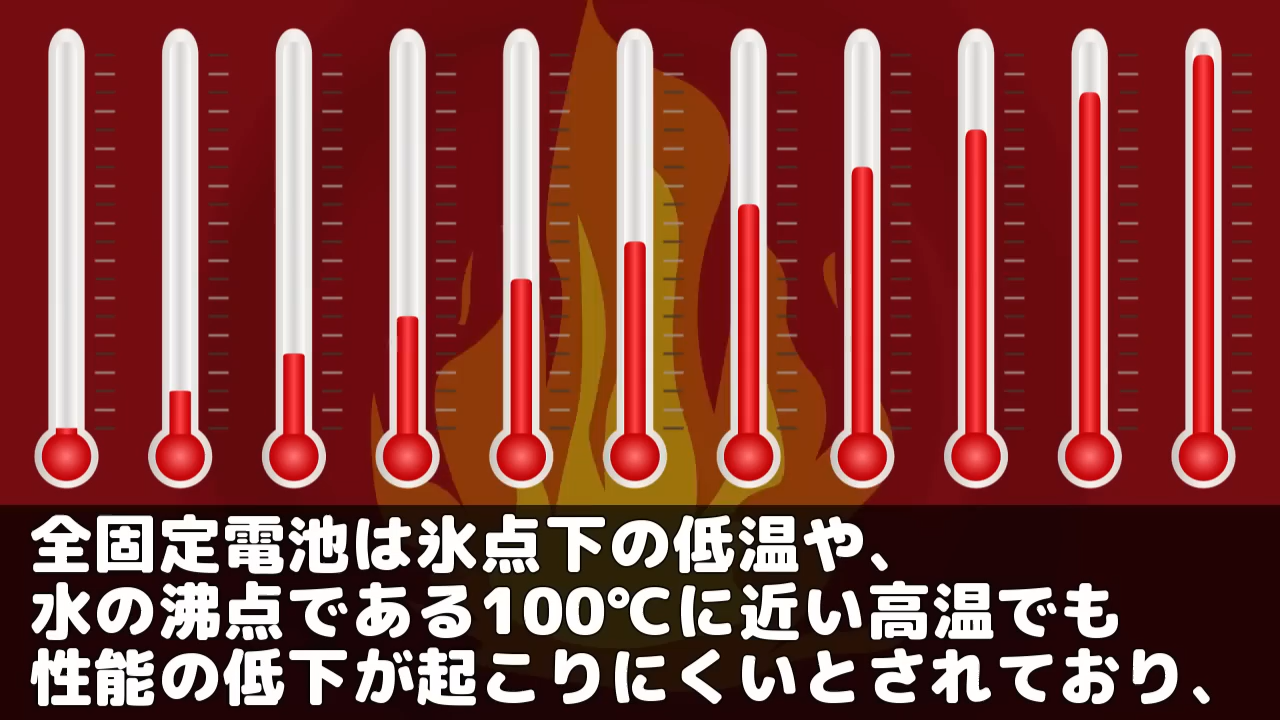 全固定電池は氷点下の低温や、
水の沸点である100℃に近い高温でも
性能の低下が起こりにくいとされており、